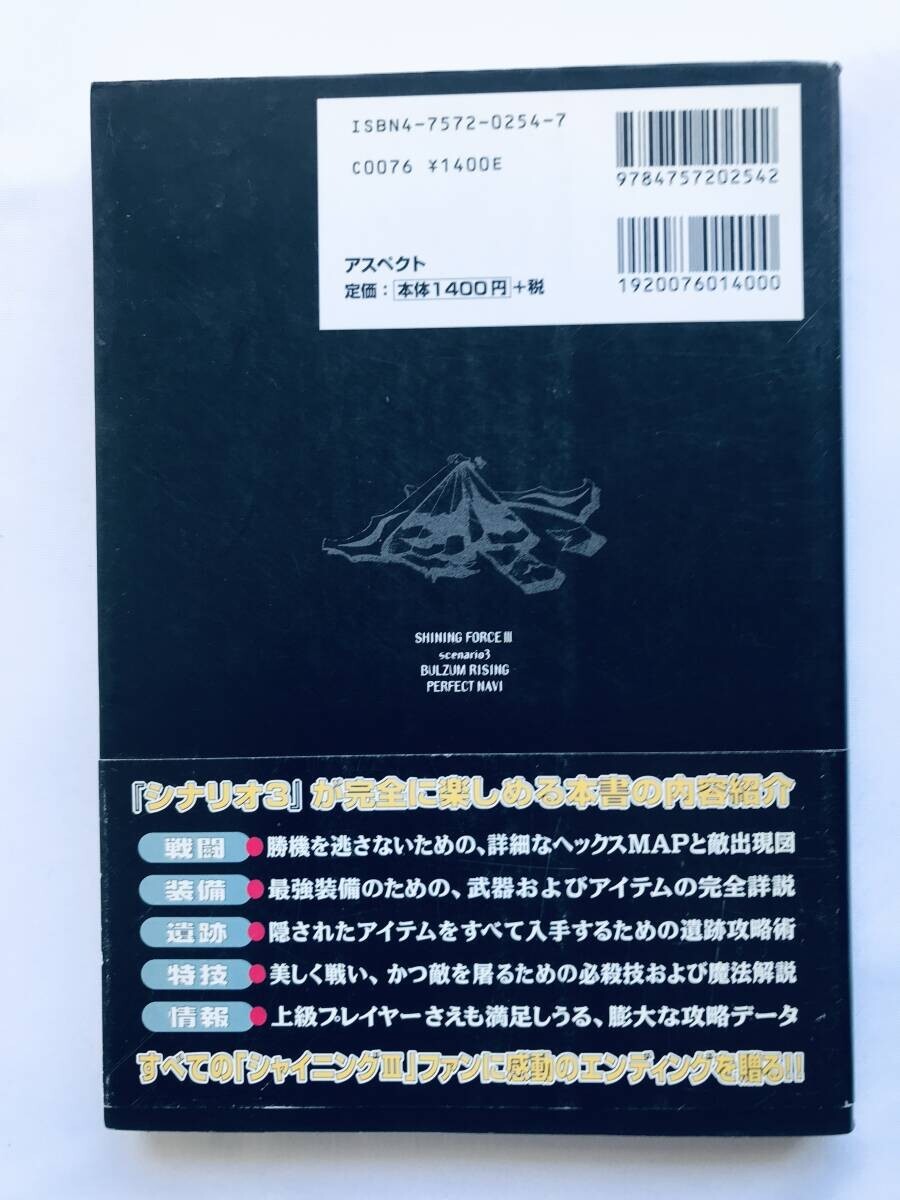 ISBN4-7572-0254-7
C0076 ¥1400E
9784757202542
アスペクト
定価：本体1400円+税
1920076014000
SHINING FORCE III
scenario3
BULZUM RISING
PERFECT NAVI
『シナリオ3』が完全に楽しめる本書の内容紹介
戦闘●勝機を逃さないための、詳細なヘックスMAPと敵出現図
装備●最強装備のための、武器およびアイテムの完全詳説
遺跡●隠されたアイテムをすべて入手するための遺跡攻略術
特技●美しく戦い、かつ敵を屠るための必殺技および魔法解説
情報●上級プレイヤーさえも満足しうる、膨大な攻略データ
すべての「シャイニングIII」ファンに感動のエンディングを贈る!!